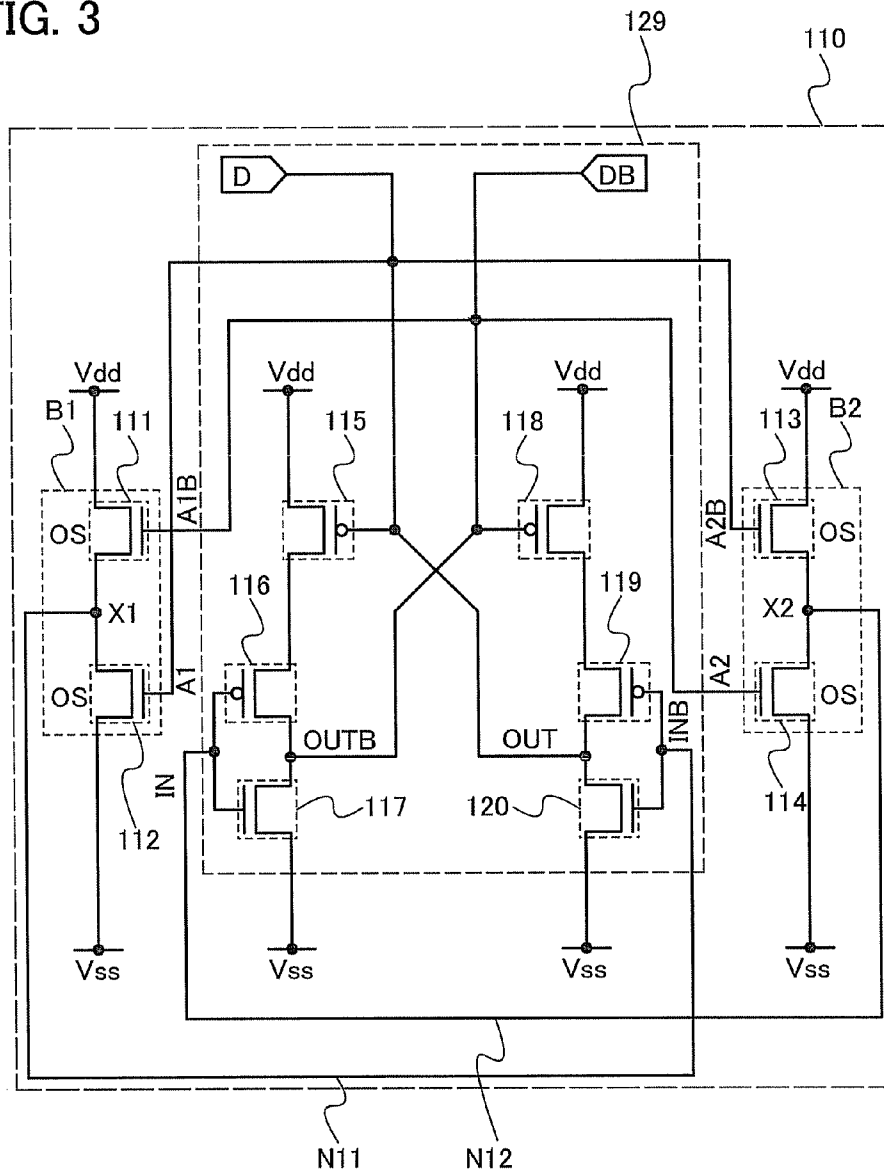 FIG. 3
129
110
D
DB
Vdd
B1
111
Vdd
115
118
Vdd
113
Vdd
B2
OS
A1B
A2B
OS
X1
116
119
X2
OS
A1
A2
OS
OUTB
OUT
INB
IN
117
120
114
112
Vss
Vss
Vss
Vss
N11
N12